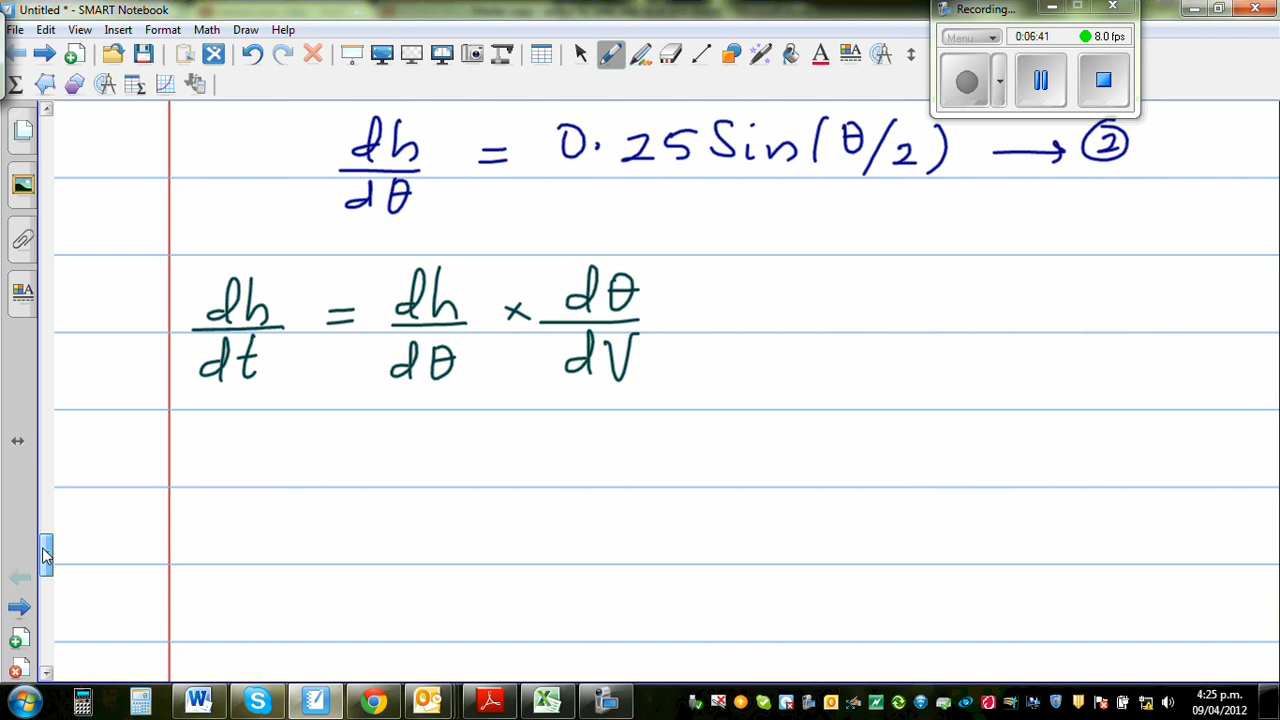 Untitled * - SMART Notebook
Recording...
File Edit View Insert Format Math Draw Help
Menu 0:06:41 8.0 fps
dh/dθ = 0.25 Sin(θ/2) → ②
dh/dt = dh/dθ × dθ/dV
4:25 p.m.
09/04/2012